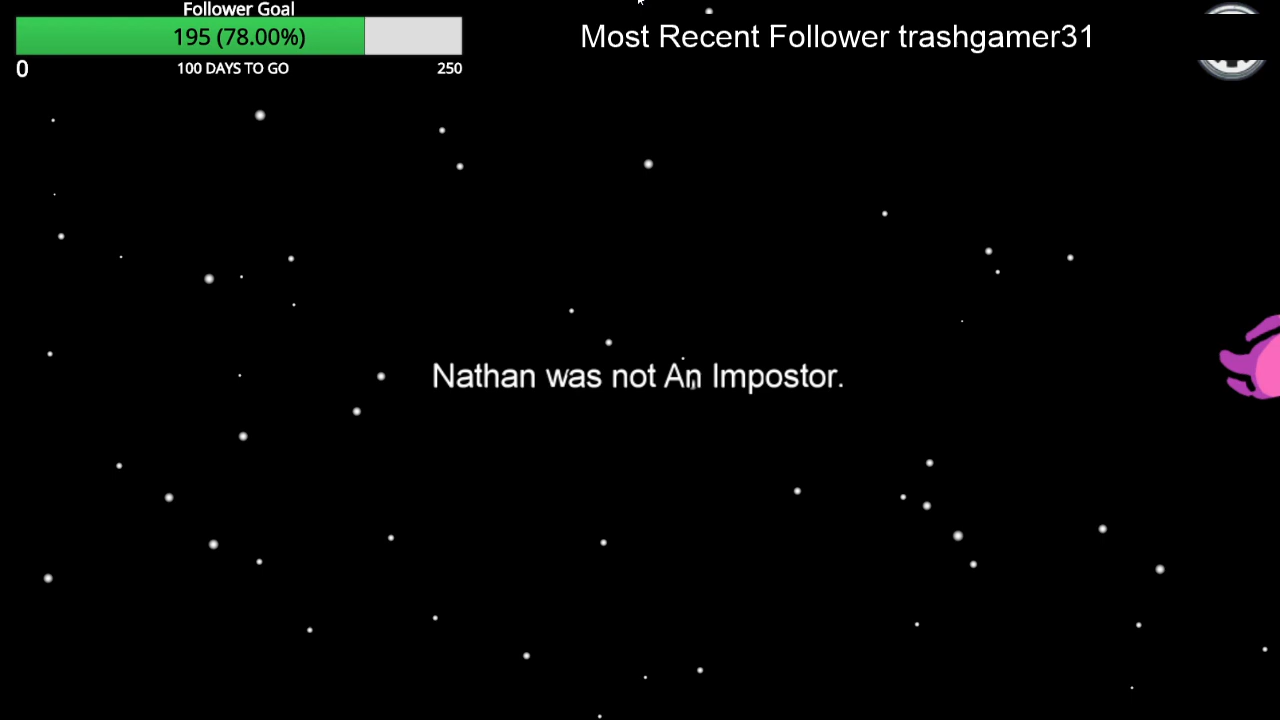 Follower Goal
195 (78.00%)
0
100 DAYS TO GO
250
Most Recent Follower trashgamer31
Nathan was not An Impostor.